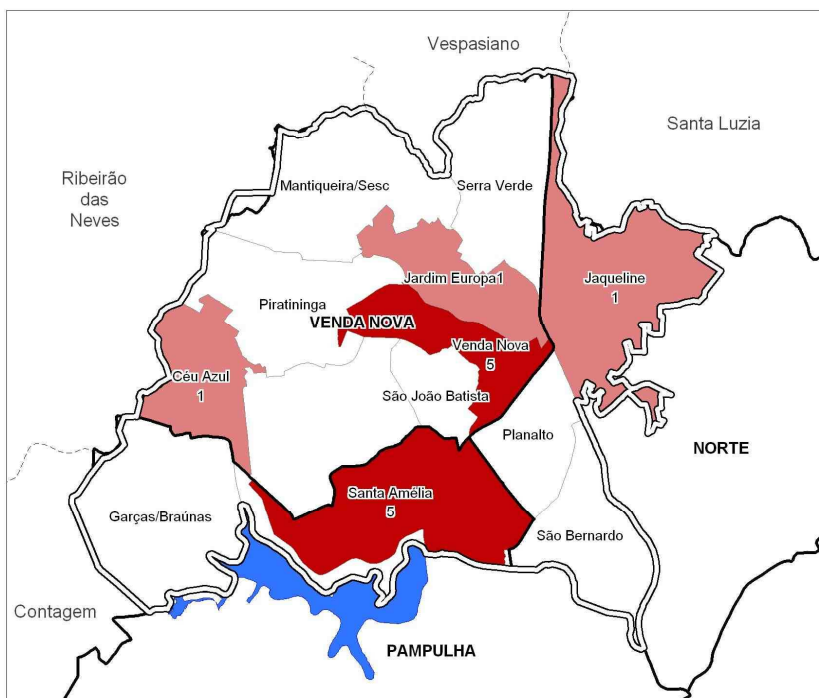 Vespasiano
Santa Luzia
Ribeirão
das
Neves
Mantiqueira/Sesc
Serra Verde
Jardim Europa1
Jaqueline
1
Piratininga
VENDA NOVA
Venda Nova
5
Céu Azul
1
São João Batista
Planalto
NORTE
Santa Amélia
5
Garças/Braúnas
São Bernardo
Contagem
PAMPULHA